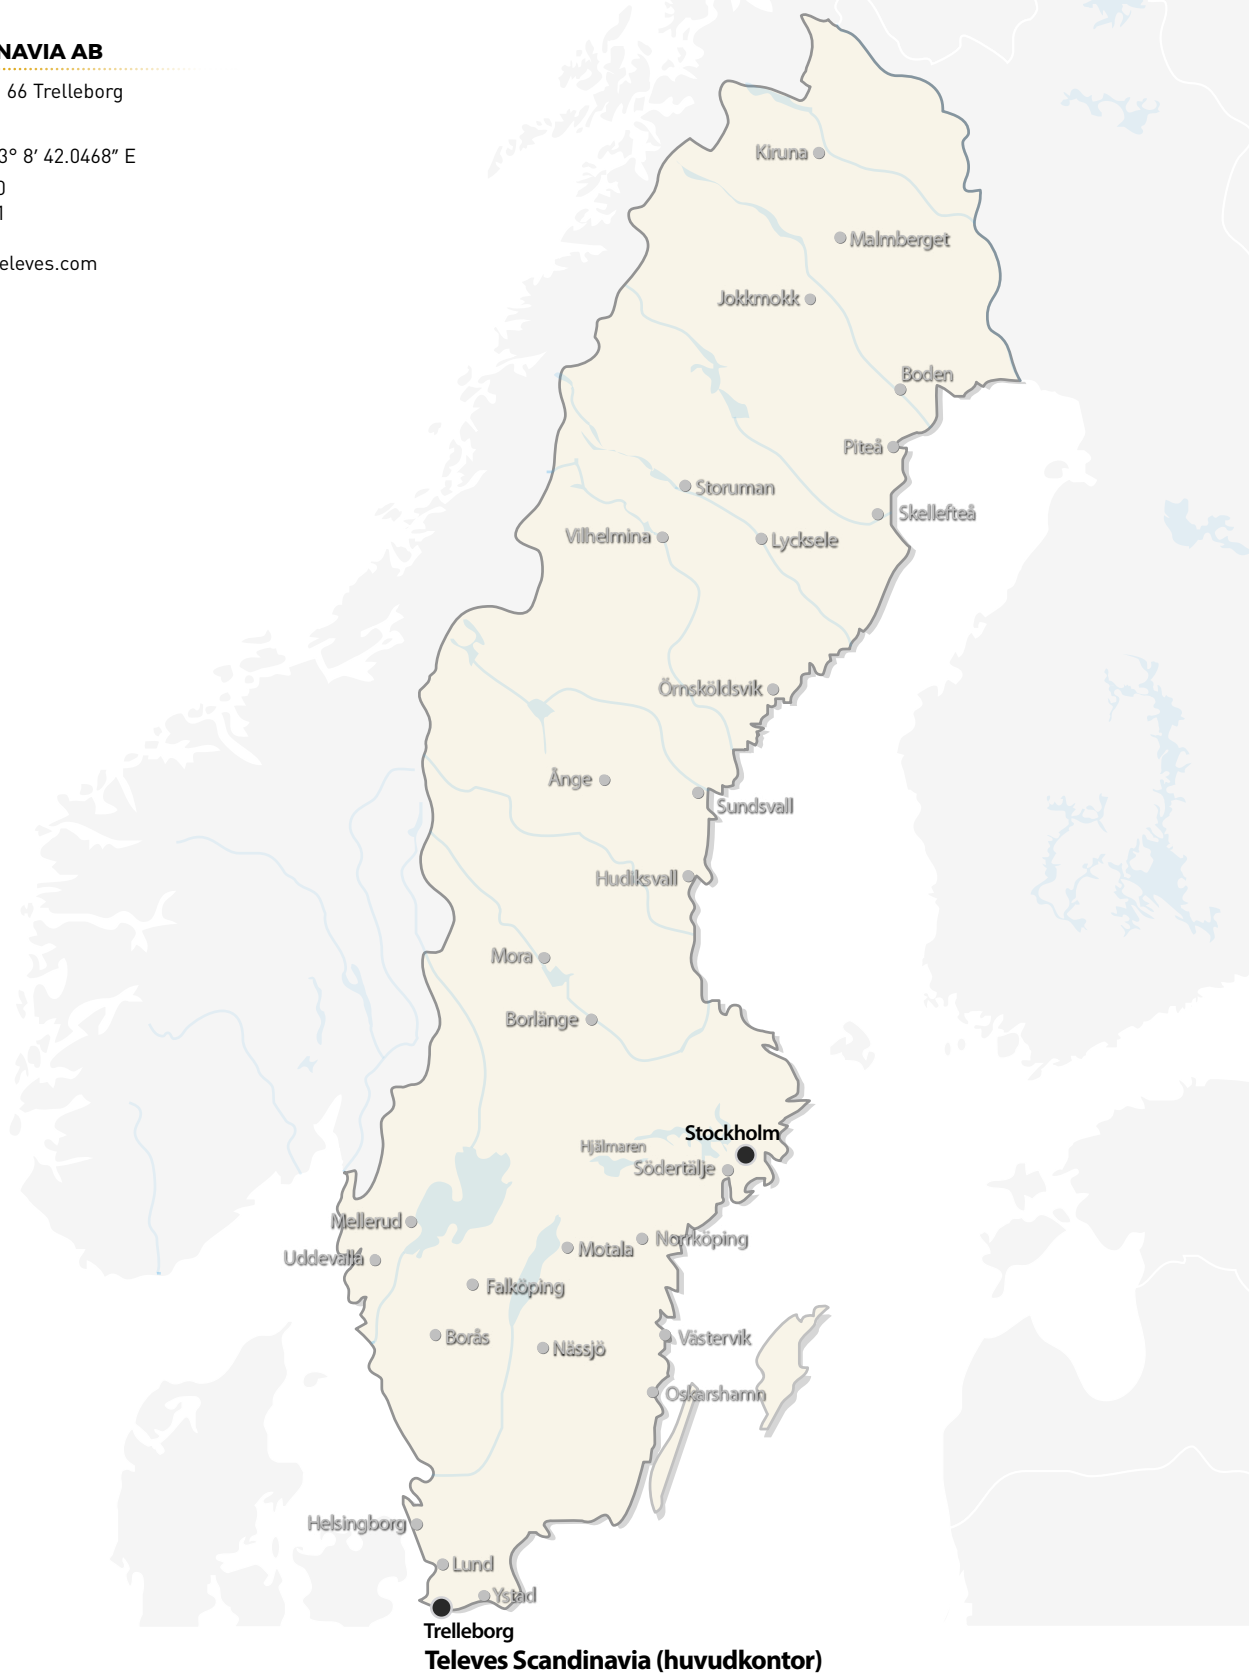 NAVIA AB
66 Trelleborg
3° 8′ 42.0468″ E
0
1
eleves.com
Kiruna
Malmberget
Jokkmokk
Boden
Piteå
Storuman
Skellefteå
Vilhelmina
Lycksele
Örnsköldsvik
Ånge
Sundsvall
Hudiksvall
Mora
Borlänge
Stockholm
Hjälmaren
Södertälje
Mellerud
Norrköping
Motala
Uddevalla
Falköping
Borås
Västervik
Nässjö
Oskarshamn
Helsingborg
Lund
Ystad
Trelleborg
Televes Scandinavia (huvudkontor)